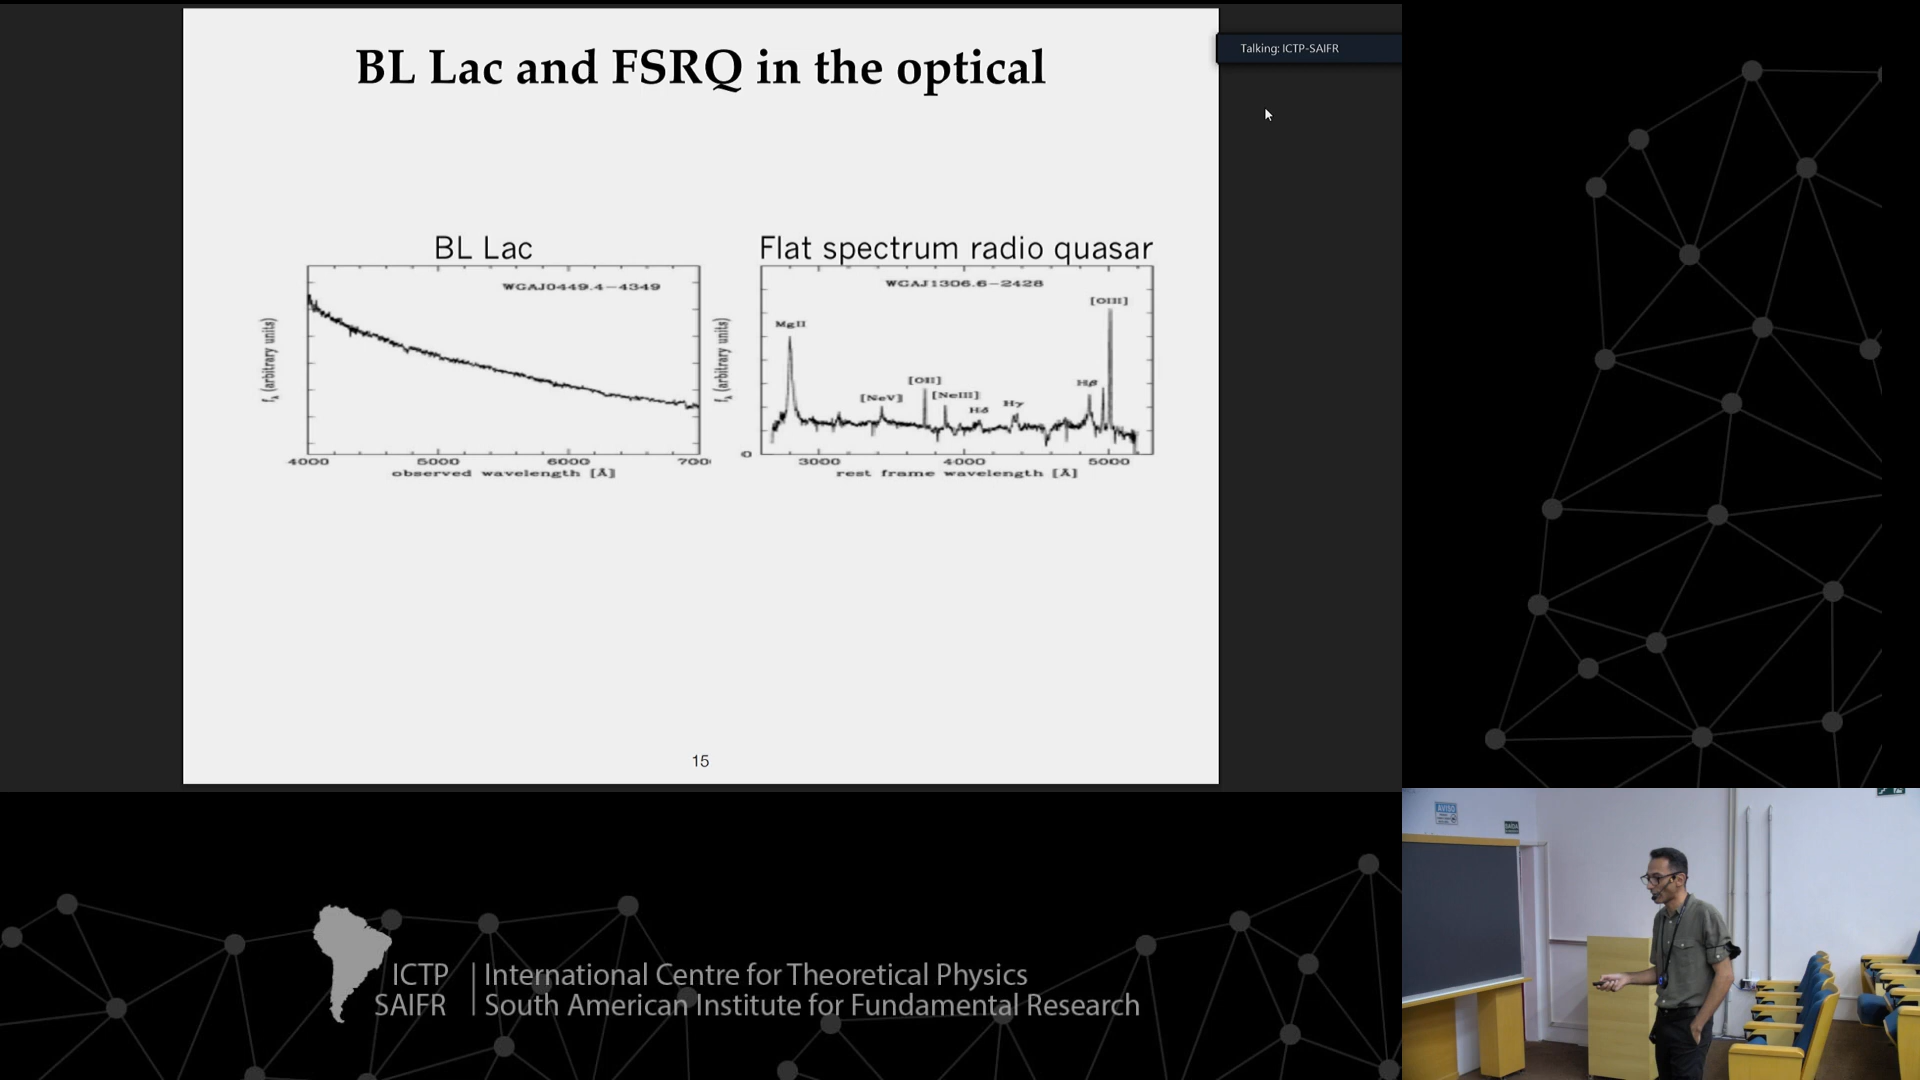 BL Lac and FSRQ in the optical
Talking: ICTP-SAIFR
BL Lac
WGAJ0449.4−4349
f_λ (arbitrary units)
4000 5000 6000 700
observed wavelength [Å]
Flat spectrum radio quasar
WGAJ1306.6−2428
[OIII]
MgII
[OII]
Hβ
[NeV]
[NeIII]
Hγ
Hδ
f_λ (arbitrary units)
0
3000 4000 5000
rest frame wavelength [Å]
15
AVISO
ICTP
SAIFR
International Centre for Theoretical Physics
South American Institute for Fundamental Research